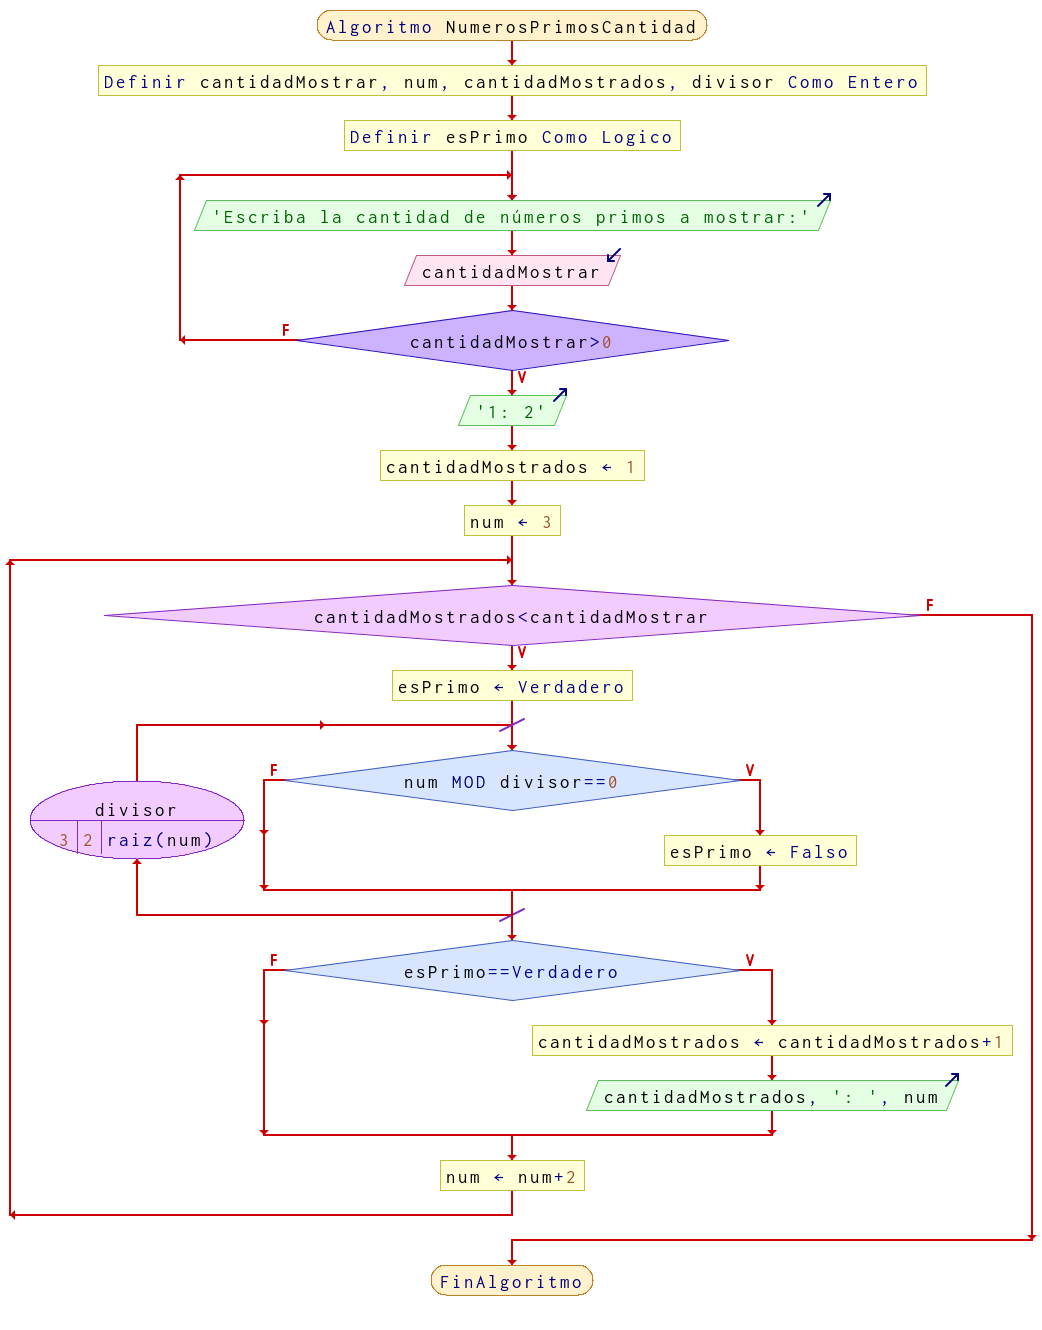 Algoritmo NumerosPrimosCantidad
Definir cantidadMostrar, num, cantidadMostrados, divisor Como Entero
Definir esPrimo Como Logico
'Escriba la cantidad de números primos a mostrar:'
cantidadMostrar
F
cantidadMostrar>0
V
'1: 2'
cantidadMostrados ← 1
num ← 3
F
cantidadMostrados<cantidadMostrar
V
esPrimo ← Verdadero
F
V
num MOD divisor==0
divisor
3 2 raiz(num)
esPrimo ← Falso
F
V
esPrimo==Verdadero
cantidadMostrados ← cantidadMostrados+1
cantidadMostrados, ': ', num
num ← num+2
FinAlgoritmo